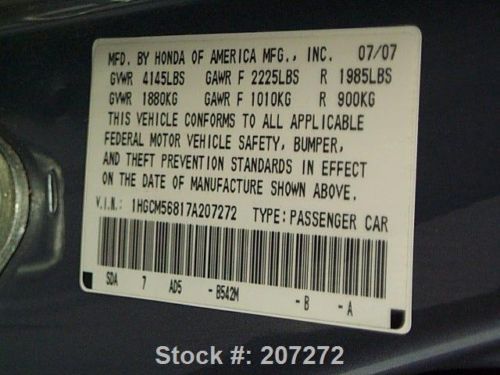 MFD. BY HONDA OF AMERICA MFG., INC. 07/07
GVWR 4145LBS GAWR F 2225LBS R 1985LBS
GVWR 1880KG GAWR F 1010KG R 900KG
THIS VEHICLE CONFORMS TO ALL APPLICABLE
FEDERAL MOTOR VEHICLE SAFETY, BUMPER,
AND THEFT PREVENTION STANDARDS IN EFFECT
ON THE DATE OF MANUFACTURE SHOWN ABOVE.
V.I.N.: 1HGCM56817A207272 TYPE: PASSENGER CAR
SDA 7 AD5 - B542M - B - A
Stock #: 207272